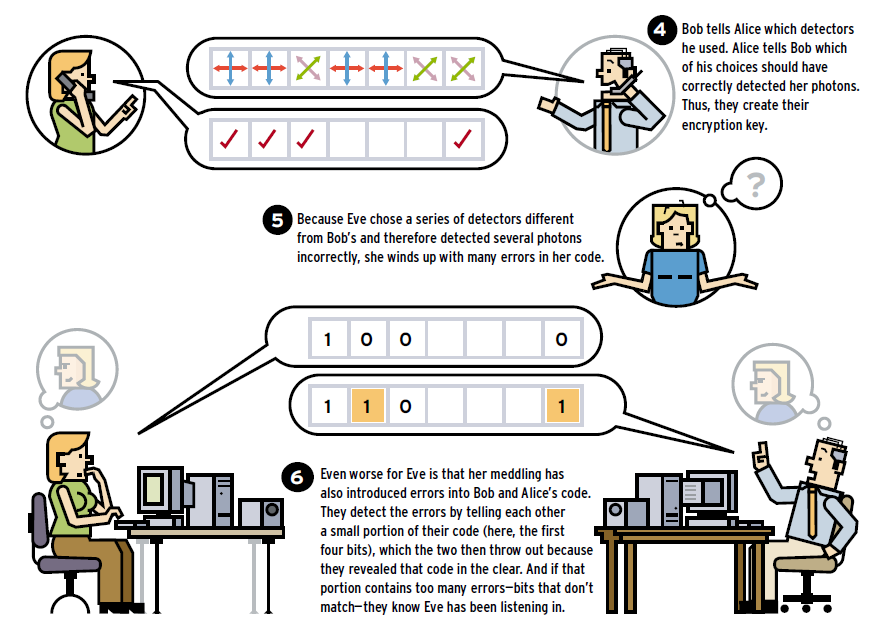 4
Bob tells Alice which detectors
he used. Alice tells Bob which
of his choices should have
correctly detected her photons.
Thus, they create their
encryption key.
?
5
Because Eve chose a series of detectors different
from Bob's and therefore detected several photons
incorrectly, she winds up with many errors in her code.
1 0 0 0
1 1 0 1
6
Even worse for Eve is that her meddling has
also introduced errors into Bob and Alice's code.
They detect the errors by telling each other
a small portion of their code (here, the first
four bits), which the two then throw out because
they revealed that code in the clear. And if that
portion contains too many errors—bits that don't
match—they know Eve has been listening in.